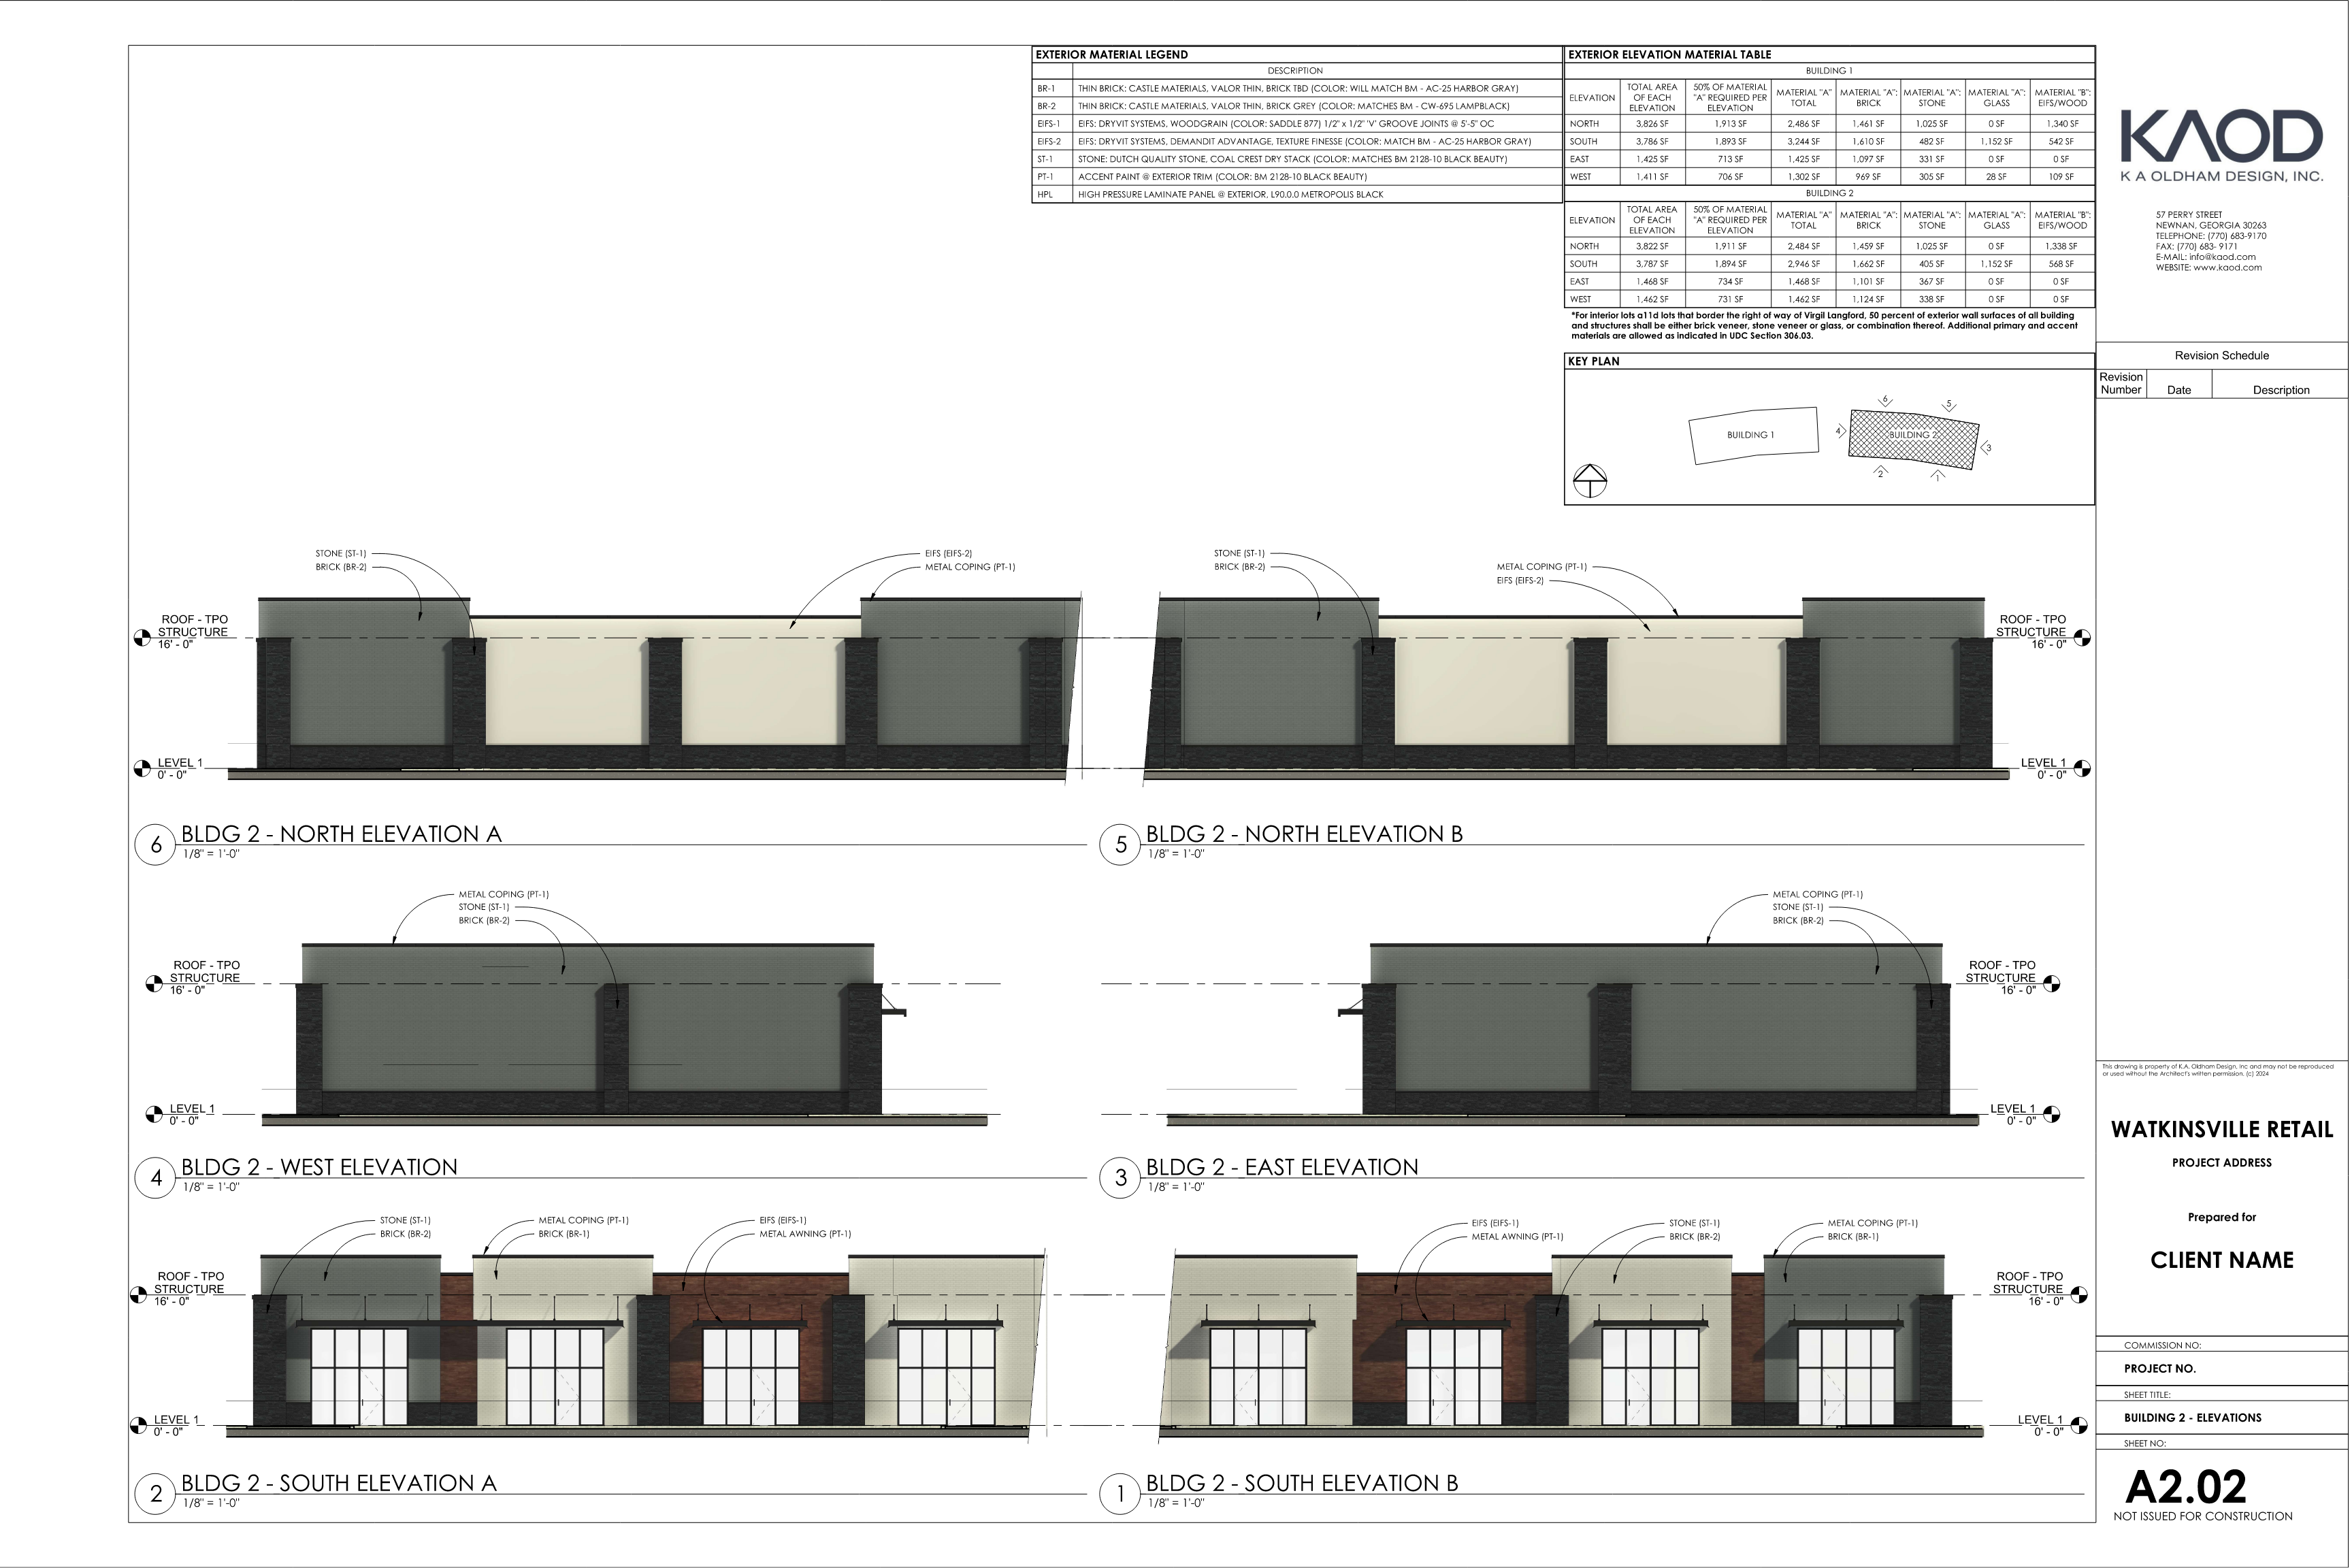 EXTERIOR MATERIAL LEGEND
DESCRIPTION
BR-1 THIN BRICK: CASTLE MATERIALS, VALOR THIN, BRICK TBD (COLOR: WILL MATCH BM - AC-25 HARBOR GRAY)
BR-2 THIN BRICK: CASTLE MATERIALS, VALOR THIN, BRICK GREY (COLOR: MATCHES BM - CW-695 LAMPBLACK)
EIFS-1 EIFS: DRYVIT SYSTEMS, WOODGRAIN (COLOR: SADDLE 877) 1/2" x 1/2" 'V' GROOVE JOINTS @ 5'-5" OC
EIFS-2 EIFS: DRYVIT SYSTEMS, DEMANDIT ADVANTAGE, TEXTURE FINESSE (COLOR: MATCH BM - AC-25 HARBOR GRAY)
ST-1 STONE: DUTCH QUALITY STONE, COAL CREST DRY STACK (COLOR: MATCHES BM 2128-10 BLACK BEAUTY)
PT-1 ACCENT PAINT @ EXTERIOR TRIM (COLOR: BM 2128-10 BLACK BEAUTY)
HPL HIGH PRESSURE LAMINATE PANEL @ EXTERIOR, L90.0.0 METROPOLIS BLACK
EXTERIOR ELEVATION MATERIAL TABLE
BUILDING 1
ELEVATION TOTAL AREA OF EACH ELEVATION 50% OF MATERIAL "A" REQUIRED PER ELEVATION MATERIAL "A" TOTAL MATERIAL "A": BRICK MATERIAL "A": STONE MATERIAL "A": GLASS MATERIAL "B": EIFS/WOOD
NORTH 3,826 SF 1,913 SF 2,486 SF 1,461 SF 1,025 SF 0 SF 1,340 SF
SOUTH 3,786 SF 1,893 SF 3,244 SF 1,610 SF 482 SF 1,152 SF 542 SF
EAST 1,425 SF 713 SF 1,425 SF 1,097 SF 331 SF 0 SF 0 SF
WEST 1,411 SF 706 SF 1,302 SF 969 SF 305 SF 28 SF 109 SF
BUILDING 2
ELEVATION TOTAL AREA OF EACH ELEVATION 50% OF MATERIAL "A" REQUIRED PER ELEVATION MATERIAL "A" TOTAL MATERIAL "A": BRICK MATERIAL "A": STONE MATERIAL "A": GLASS MATERIAL "B": EIFS/WOOD
NORTH 3,822 SF 1,911 SF 2,484 SF 1,459 SF 1,025 SF 0 SF 1,338 SF
SOUTH 3,787 SF 1,894 SF 2,946 SF 1,662 SF 405 SF 1,152 SF 568 SF
EAST 1,468 SF 734 SF 1,468 SF 1,101 SF 367 SF 0 SF 0 SF
WEST 1,462 SF 731 SF 1,462 SF 1,124 SF 338 SF 0 SF 0 SF
*For interior lots a11d lots that border the right of way of Virgil Langford, 50 percent of exterior wall surfaces of all building
and structures shall be either brick veneer, stone veneer or glass, or combination thereof. Additional primary and accent
materials are allowed as indicated in UDC Section 306.03.
KEY PLAN
BUILDING 1
BUILDING 2
6
5
4
3
2
1
KAOD
K A OLDHAM DESIGN, INC.
57 PERRY STREET
NEWNAN, GEORGIA 30263
TELEPHONE: (770) 683-9170
FAX: (770) 683- 9171
E-MAIL: info@kaod.com
WEBSITE: www.kaod.com
Revision Schedule
Revision Number Date Description
STONE (ST-1)
BRICK (BR-2)
EIFS (EIFS-2)
METAL COPING (PT-1)
ROOF - TPO
STRUCTURE
16' - 0"
LEVEL 1
0' - 0"
6 BLDG 2 - NORTH ELEVATION A
1/8" = 1'-0"
STONE (ST-1)
BRICK (BR-2)
METAL COPING (PT-1)
EIFS (EIFS-2)
ROOF - TPO
STRUCTURE
16' - 0"
LEVEL 1
0' - 0"
5 BLDG 2 - NORTH ELEVATION B
1/8" = 1'-0"
METAL COPING (PT-1)
STONE (ST-1)
BRICK (BR-2)
ROOF - TPO
STRUCTURE
16' - 0"
LEVEL 1
0' - 0"
4 BLDG 2 - WEST ELEVATION
1/8" = 1'-0"
METAL COPING (PT-1)
STONE (ST-1)
BRICK (BR-2)
ROOF - TPO
STRUCTURE
16' - 0"
LEVEL 1
0' - 0"
3 BLDG 2 - EAST ELEVATION
1/8" = 1'-0"
STONE (ST-1)
BRICK (BR-2)
METAL COPING (PT-1)
BRICK (BR-1)
EIFS (EIFS-1)
METAL AWNING (PT-1)
ROOF - TPO
STRUCTURE
16' - 0"
LEVEL 1
0' - 0"
2 BLDG 2 - SOUTH ELEVATION A
1/8" = 1'-0"
EIFS (EIFS-1)
METAL AWNING (PT-1)
STONE (ST-1)
BRICK (BR-2)
METAL COPING (PT-1)
BRICK (BR-1)
ROOF - TPO
STRUCTURE
16' - 0"
LEVEL 1
0' - 0"
1 BLDG 2 - SOUTH ELEVATION B
1/8" = 1'-0"
This drawing is property of K.A. Oldham Design, Inc and may not be reproduced
or used without the Architect's written permission. (c) 2024
WATKINSVILLE RETAIL
PROJECT ADDRESS
Prepared for
CLIENT NAME
COMMISSION NO:
PROJECT NO.
SHEET TITLE:
BUILDING 2 - ELEVATIONS
SHEET NO:
A2.02
NOT ISSUED FOR CONSTRUCTION